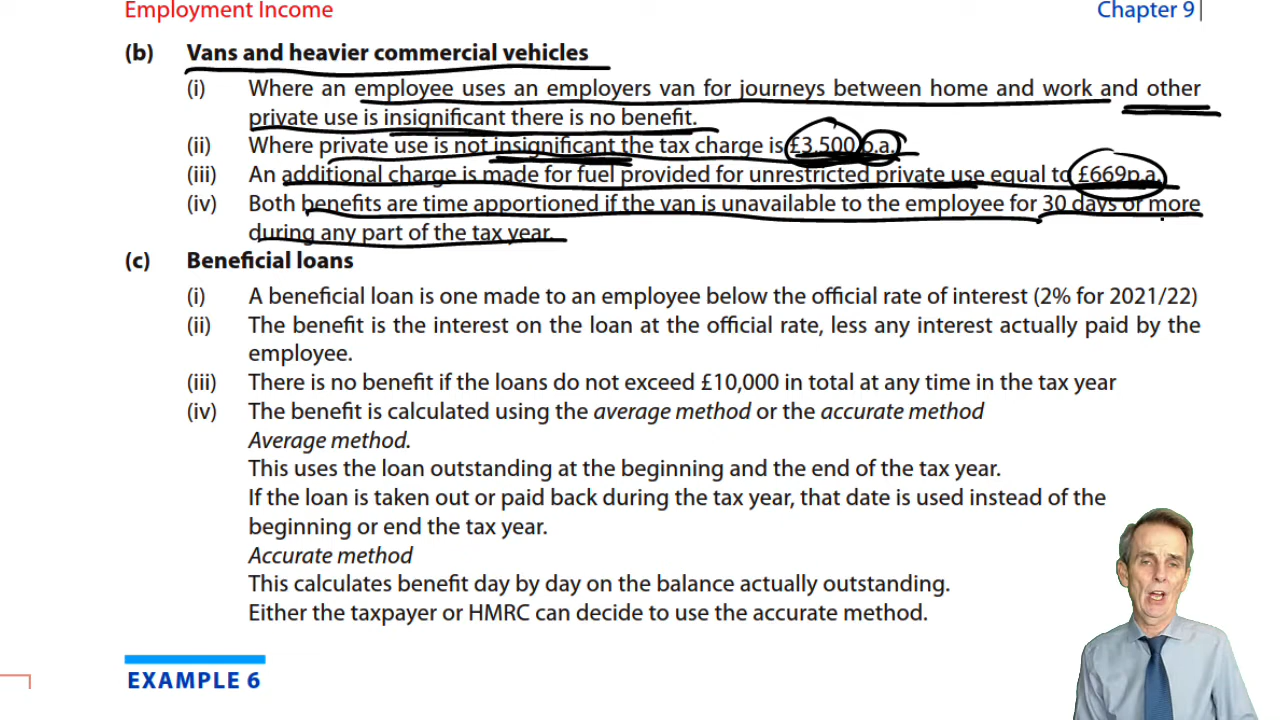 Employment Income Chapter 9
(b) Vans and heavier commercial vehicles
(i) Where an employee uses an employers van for journeys between home and work and other
private use is insignificant there is no benefit.
(ii) Where private use is not insignificant the tax charge is £3,500 p.a.
(iii) An additional charge is made for fuel provided for unrestricted private use equal to £669p.a.
(iv) Both benefits are time apportioned if the van is unavailable to the employee for 30 days or more
during any part of the tax year.
(c) Beneficial loans
(i) A beneficial loan is one made to an employee below the official rate of interest (2% for 2021/22)
(ii) The benefit is the interest on the loan at the official rate, less any interest actually paid by the
employee.
(iii) There is no benefit if the loans do not exceed £10,000 in total at any time in the tax year
(iv) The benefit is calculated using the average method or the accurate method
Average method.
This uses the loan outstanding at the beginning and the end of the tax year.
If the loan is taken out or paid back during the tax year, that date is used instead of the
beginning or end the tax year.
Accurate method
This calculates benefit day by day on the balance actually outstanding.
Either the taxpayer or HMRC can decide to use the accurate method.
EXAMPLE 6